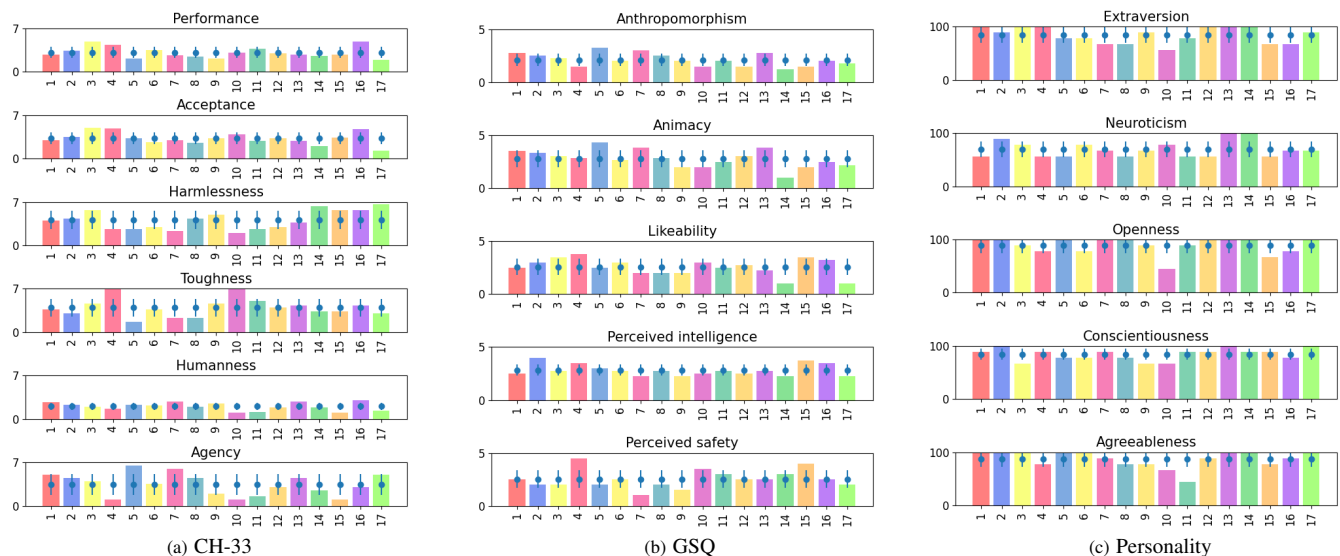 Performance
7
0
1 2 3 4 5 6 7 8 9 10 11 12 13 14 15 16 17
Acceptance
7
0
1 2 3 4 5 6 7 8 9 10 11 12 13 14 15 16 17
Harmlessness
7
0
1 2 3 4 5 6 7 8 9 10 11 12 13 14 15 16 17
Toughness
7
0
1 2 3 4 5 6 7 8 9 10 11 12 13 14 15 16 17
Humanness
7
0
1 2 3 4 5 6 7 8 9 10 11 12 13 14 15 16 17
Agency
7
0
1 2 3 4 5 6 7 8 9 10 11 12 13 14 15 16 17
(a) CH-33
Anthropomorphism
5
0
1 2 3 4 5 6 7 8 9 10 11 12 13 14 15 16 17
Animacy
5
0
1 2 3 4 5 6 7 8 9 10 11 12 13 14 15 16 17
Likeability
5
0
1 2 3 4 5 6 7 8 9 10 11 12 13 14 15 16 17
Perceived intelligence
5
0
1 2 3 4 5 6 7 8 9 10 11 12 13 14 15 16 17
Perceived safety
5
0
1 2 3 4 5 6 7 8 9 10 11 12 13 14 15 16 17
(b) GSQ
Extraversion
100
0
1 2 3 4 5 6 7 8 9 10 11 12 13 14 15 16 17
Neuroticism
100
0
1 2 3 4 5 6 7 8 9 10 11 12 13 14 15 16 17
Openness
100
0
1 2 3 4 5 6 7 8 9 10 11 12 13 14 15 16 17
Conscientiousness
100
0
1 2 3 4 5 6 7 8 9 10 11 12 13 14 15 16 17
Agreeableness
100
0
1 2 3 4 5 6 7 8 9 10 11 12 13 14 15 16 17
(c) Personality